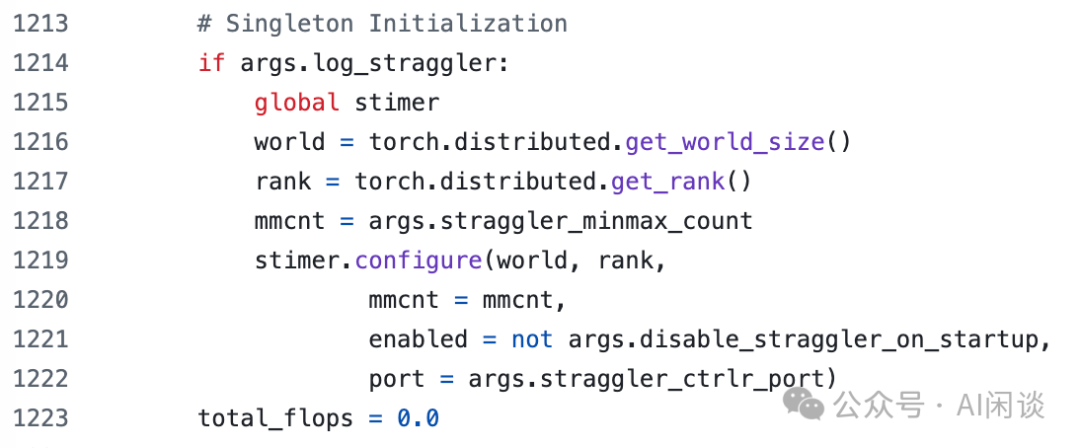 1213 # Singleton Initialization
1214 if args.log_straggler:
1215 global stimer
1216 world = torch.distributed.get_world_size()
1217 rank = torch.distributed.get_rank()
1218 mmcnt = args.straggler_minmax_count
1219 stimer.configure(world, rank,
1220 mmcnt = mmcnt,
1221 enabled = not args.disable_straggler_on_startup,
1222 port = args.straggler_ctrlr_port)
1223 total_flops = 0.0
公众号 · AI闲谈